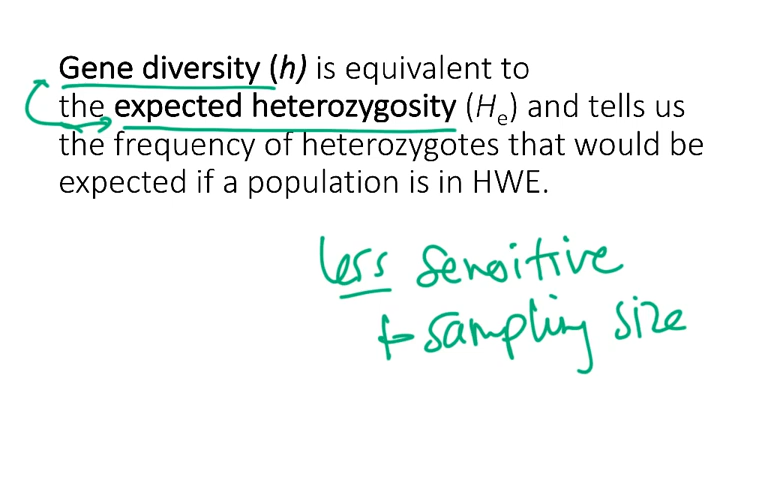 Gene diversity (h) is equivalent to
the expected heterozygosity (He) and tells us
the frequency of heterozygotes that would be
expected if a population is in HWE.
less sensitive
to sampling size